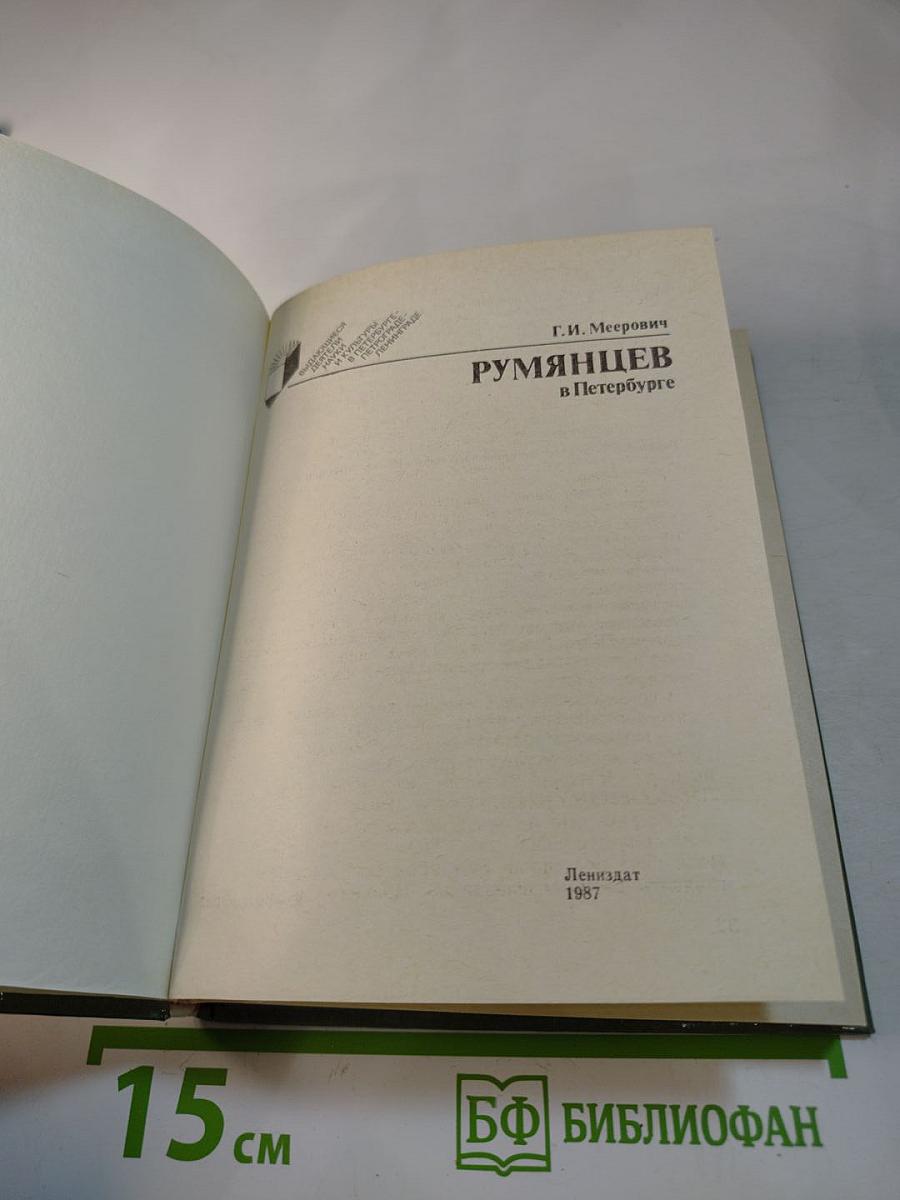 ВЫДАЮЩИЕСЯ
ДЕЯТЕЛИ
НАУКИ
И КУЛЬТУРЫ
В ПЕТЕРБУРГЕ-
ПЕТРОГРАДЕ-
ЛЕНИНГРАДЕ
Г. И. Меерович
РУМЯНЦЕВ
в Петербурге
Лениздат
1987
15 см
БФ БИБЛИОФАН